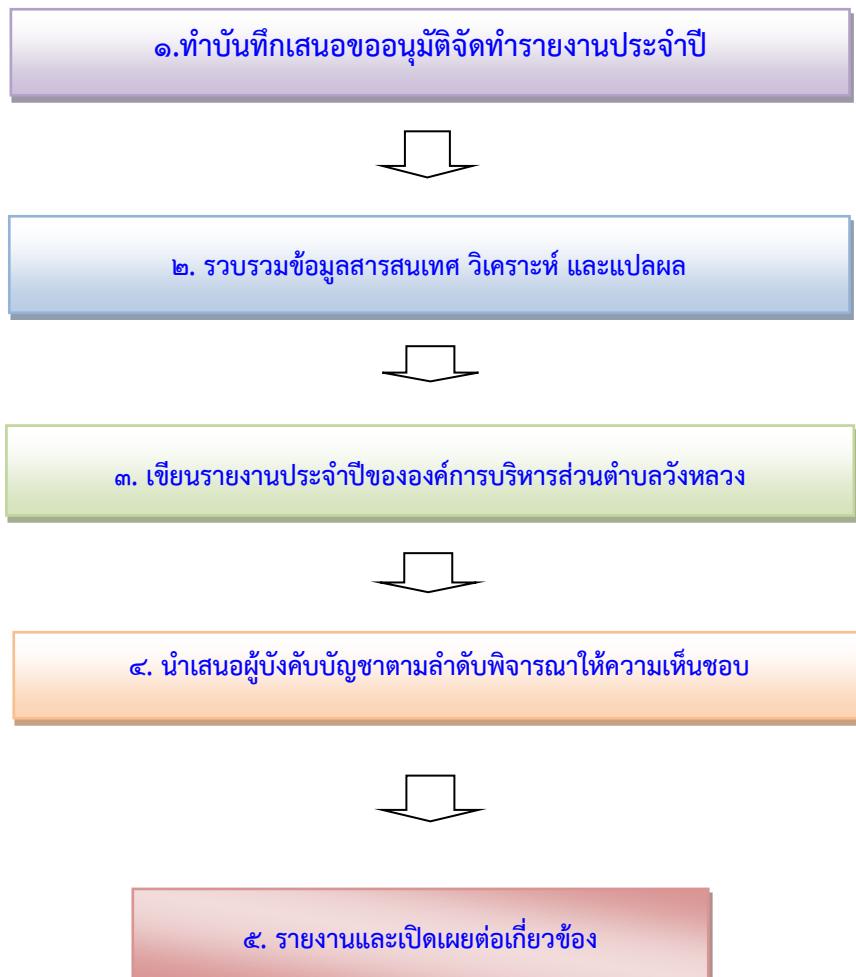 ๑.ทำบันทึกเสนอขออนุมัติจัดทำรายงานประจำปี
๒. รวบรวมข้อมูลสารสนเทศ วิเคราะห์ และแปลผล
๓. เขียนรายงานประจำปีขององค์การบริหารส่วนตำบลวังหลวง
๔. นำเสนอผู้บังคับบัญชาตามลำดับพิจารณาให้ความเห็นชอบ
๕. รายงานและเปิดเผยต่อเกี่ยวข้อง